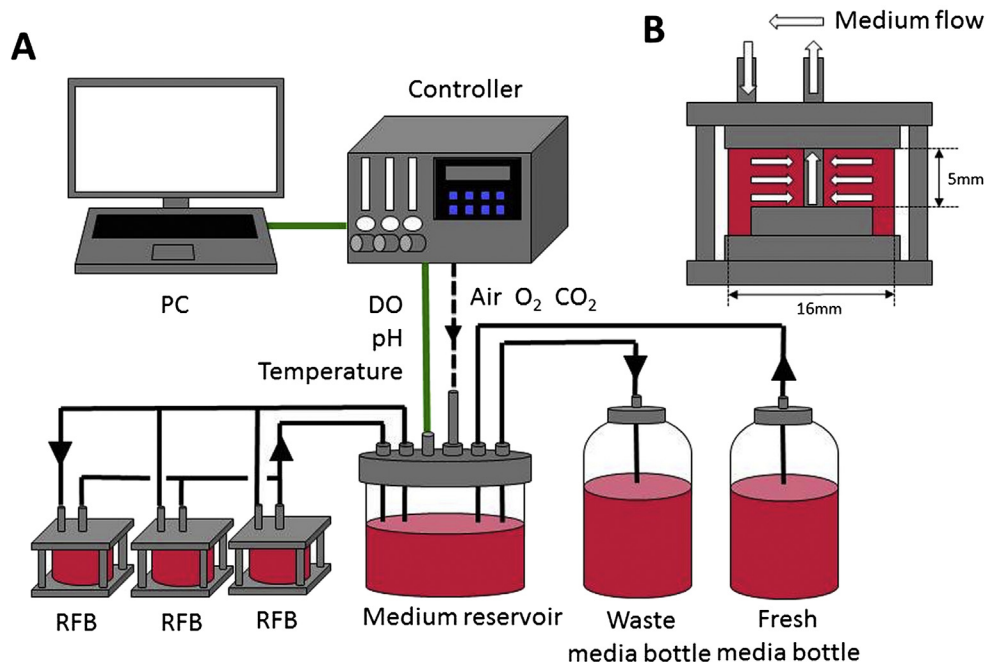 A
B
Medium flow
Controller
5mm
16mm
PC
DO
pH
Temperature
Air O₂ CO₂
RFB
RFB
RFB
Medium reservoir
Waste
media bottle
Fresh
media bottle